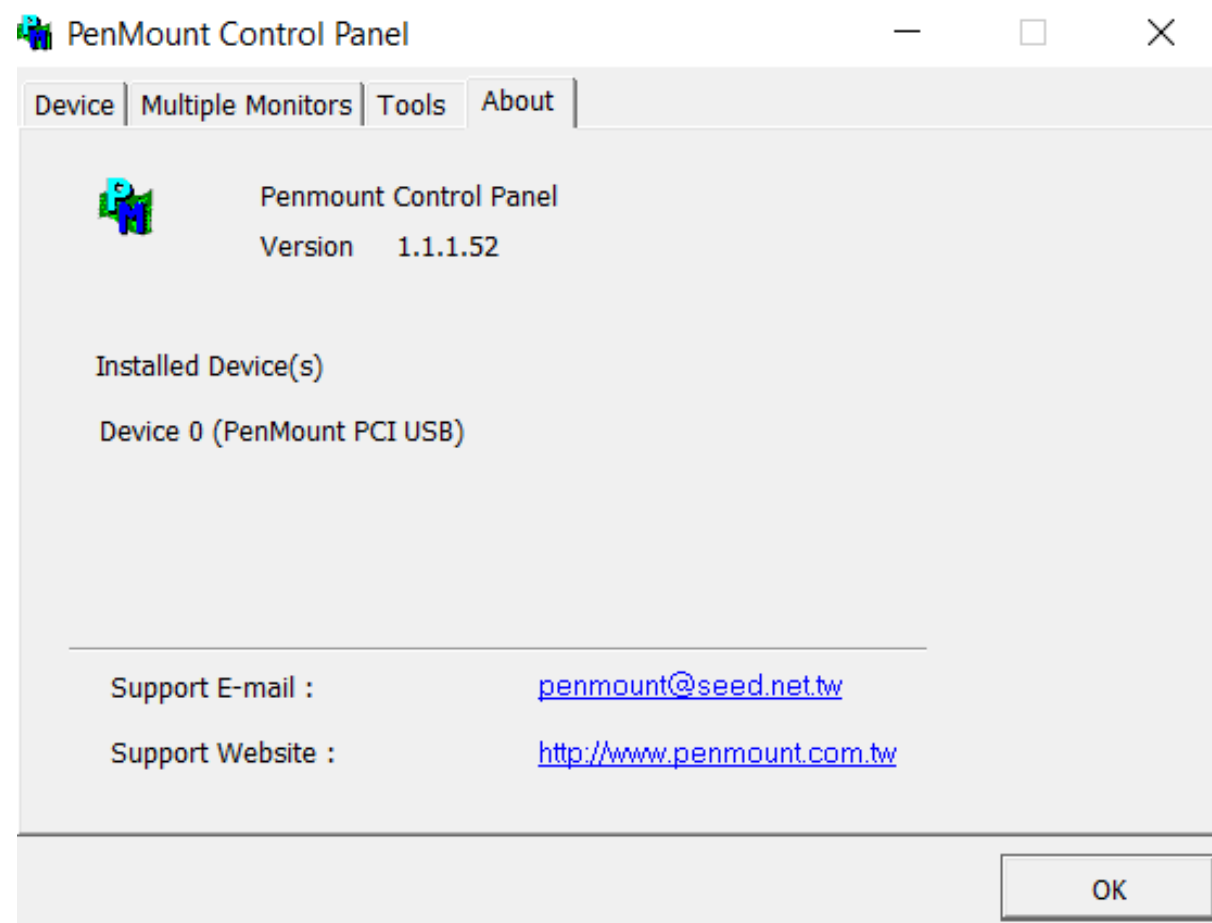 PenMount Control Panel
Device Multiple Monitors Tools About
Penmount Control Panel
Version 1.1.1.52
Installed Device(s)
Device 0 (PenMount PCI USB)
Support E-mail : penmount@seed.net.tw
Support Website : http://www.penmount.com.tw
OK